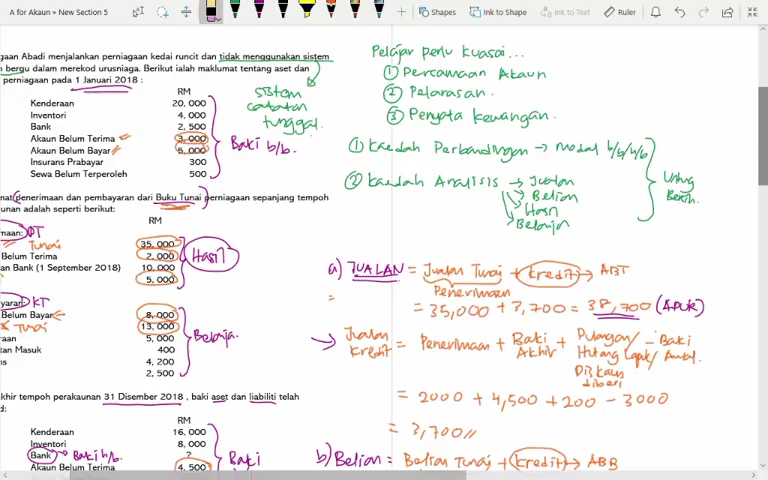 A for Akaun » New Section 5
Shapes
Ink to Shape
Ink to Text
Ruler
gaan Abadi menjalankan perniagaan kedai runcit dan tidak menggunakan sistem
n bergu dalam merekod urusniaga. Berikut ialah maklumat tentang aset dan
perniagaan pada 1 Januari 2018 :
RM
Kenderaan 20, 000
Inventori 4, 000
Bank 2, 500
Akaun Belum Terima 3, 000
Akaun Belum Bayar 5, 000
Insurans Prabayar 300
Sewa Belum Terperoleh 500
Baki b/b.
sistem
catatan
tunggal
mat penerimaan dan pembayaran dari Buku Tunai perniagaan sepanjang tempoh
unan adalah seperti berikut:
RM
maan: DT
Tunai 35, 000
Belum Terima 2, 000
an Bank (1 September 2018) 10, 000
5, 000
Hasil
yaran: KT
Belum Bayar 8, 000
Tunai 13, 000
raan 5, 000
tan Masuk 400
ns 4, 200
2, 500
Belanja
khir tempoh perakaunan 31 Disember 2018 , baki aset dan liabiliti telah
d:
RM
Kenderaan 16, 000
Inventori 8, 000
Bank → Baki h/b. ?
Akaun Belum Terima 4, 500
Baki
Pelajar perlu kuasai...
① Percamaan Akaun
② Pelarasan.
③ Penyata kewangan.
① Kaedah Perbandingan → modal b/b, h/b
② Kaedah Analisis → Jualan
→ Belian
→ Hasil
→ Belanja
Untung
Bersih.
a) JUALAN = Jualan Tunai + Kredit → ABT
Penerimaan
=
= 35,000 + 3,700 = 38,700 (APUR)
→ Jualan Kredit = Penerimaan + Baki Akhir + Pulangan/ Hutang lapuk/ Diskaun diberi - Baki Awal.
= 2000 + 4,500 + 200 - 3000
= 3,700 //
b) Belian = Belian Tunai + Kredit → ABB